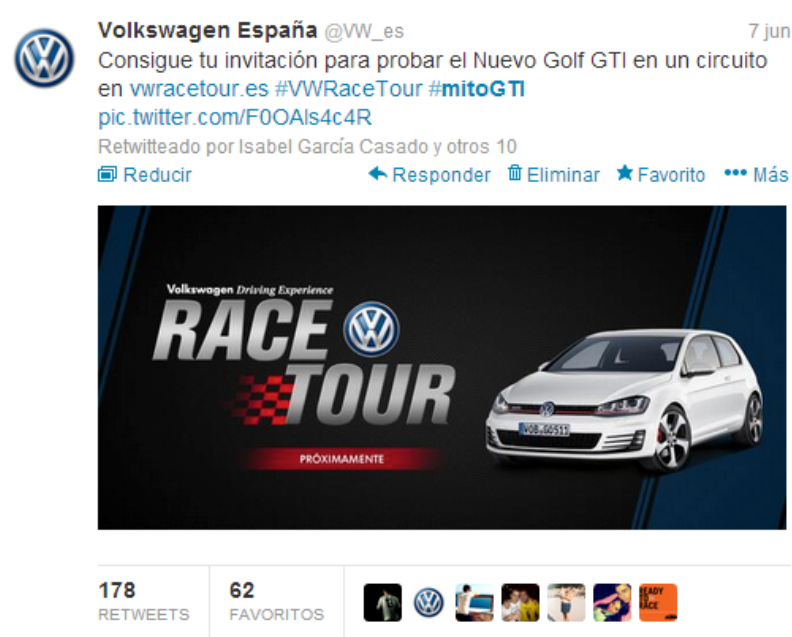 Volkswagen España @VW_es 7 jun
Consigue tu invitación para probar el Nuevo Golf GTI en un circuito
en vwracetour.es #VWRaceTour #mitoGTI
pic.twitter.com/F0OAls4c4R
Retwitteado por Isabel García Casado y otros 10
Reducir Responder Eliminar Favorito Más
Volkswagen Driving Experience
RACE
TOUR
WOB GO511
PRÓXIMAMENTE
178 62
RETWEETS FAVORITOS
READY
TO
RACE